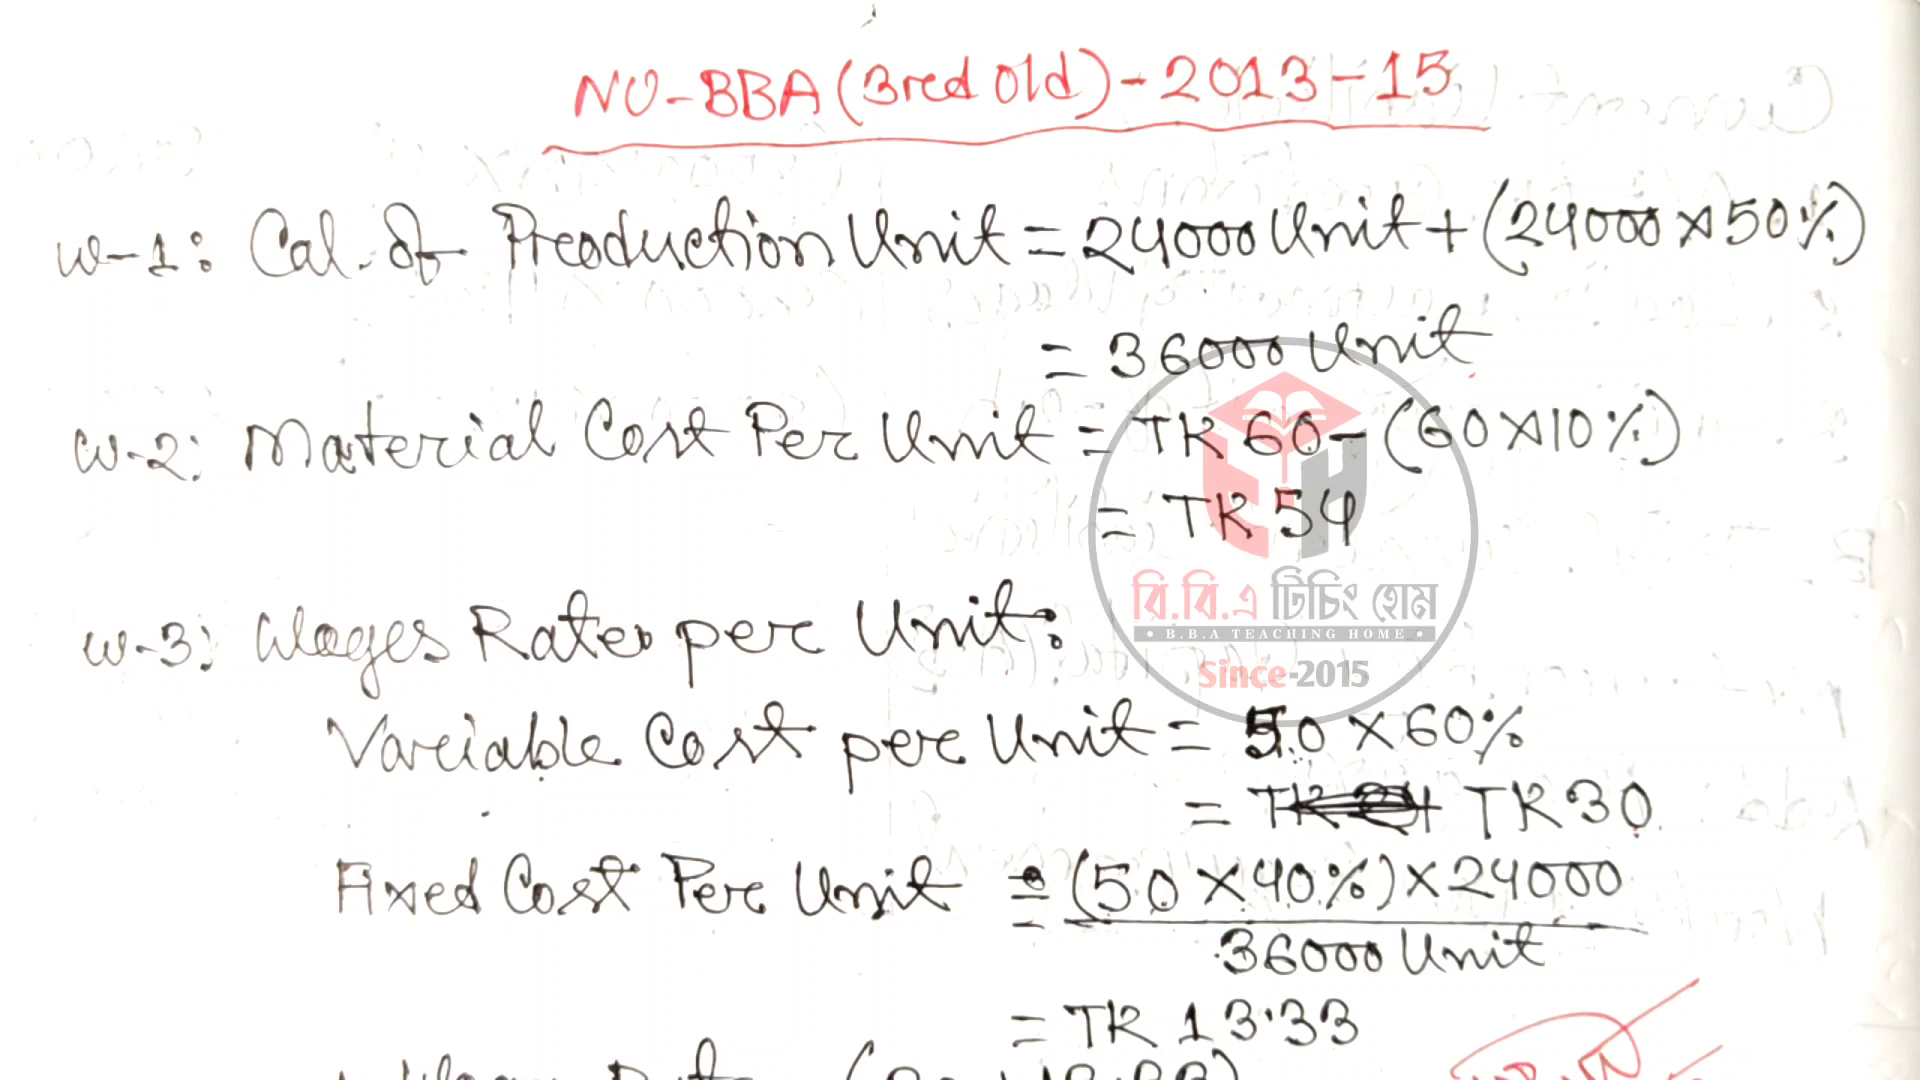 NU-BBA (3red old)-2013-15
W-1: Cal. of Preoduction Unit = 24000 Unit + (24000 × 50%)
= 36000 Unit
W-2: Material Cost Per Unit = TK 60 - (60 × 10%)
= TK 54
W-3: Wages Rate per Unit:
Variable Cost per Unit = 50 × 60%
= TK 30
Fixed Cost Per Unit = (50 × 40%) × 24000
36000 Unit
= TK 13.33
বি.বি.এ টিচিং হোম
• B.B.A TEACHING HOME •
Since-2015